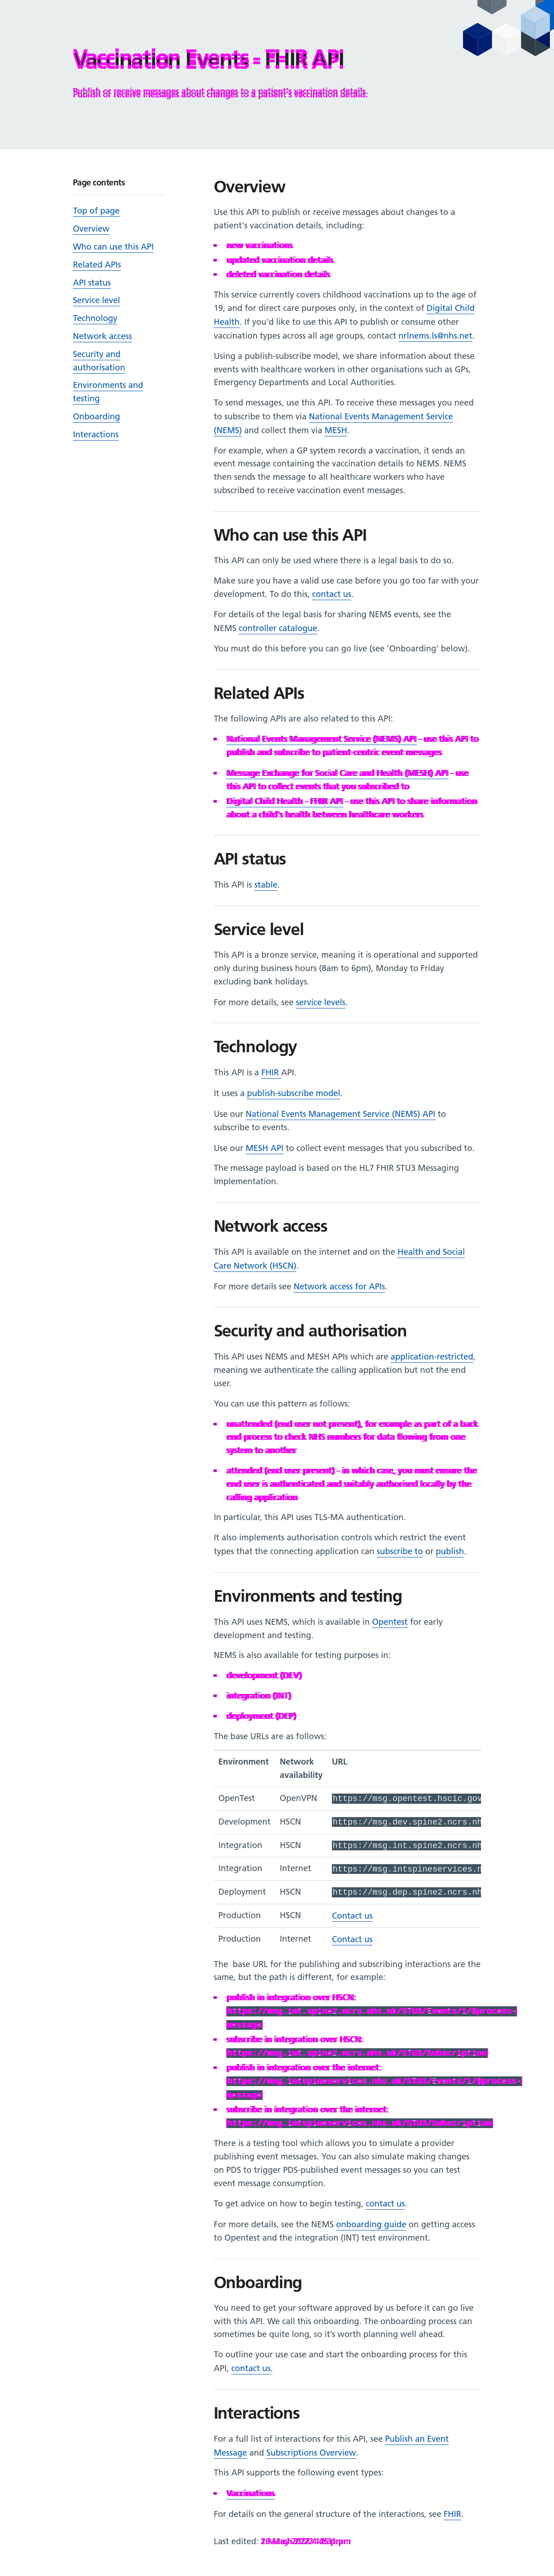 Vaccination Events - FHIR API
Publish or receive messages about changes to a patient's vaccination details.
Page contents
Top of page
Overview
Who can use this API
Related APIs
API status
Service level
Technology
Network access
Security and
authorisation
Environments and
testing
Onboarding
Interactions
Overview
Use this API to publish or receive messages about changes to a
patient's vaccination details, including:
new vaccinations
updated vaccination details
deleted vaccination details
This service currently covers childhood vaccinations up to the age of
19, and for direct care purposes only, in the context of Digital Child
Health. If you'd like to use this API to publish or consume other
vaccination types across all age groups, contact nrlnems.ls@nhs.net.
Using a publish-subscribe model, we share information about these
events with healthcare workers in other organisations such as GPs,
Emergency Departments and Local Authorities.
To send messages, use this API. To receive these messages you need
to subscribe to them via National Events Management Service
(NEMS) and collect them via MESH.
For example, when a GP system records a vaccination, it sends an
event message containing the vaccination details to NEMS. NEMS
then sends the message to all healthcare workers who have
subscribed to receive vaccination event messages.
Who can use this API
This API can only be used where there is a legal basis to do so.
Make sure you have a valid use case before you go too far with your
development. To do this, contact us.
For details of the legal basis for sharing NEMS events, see the
NEMS controller catalogue.
You must do this before you can go live (see 'Onboarding' below).
Related APIs
The following APIs are also related to this API:
National Events Management Service (NEMS) API - use this API to
publish and subscribe to patient-centric event messages
Message Exchange for Social Care and Health (MESH) API - use
this API to collect events that you subscribed to
Digital Child Health - FHIR API - use this API to share information
about a child's health between healthcare workers
API status
This API is stable.
Service level
This API is a bronze service, meaning it is operational and supported
only during business hours (8am to 6pm), Monday to Friday
excluding bank holidays.
For more details, see service levels.
Technology
This API is a FHIR API.
It uses a publish-subscribe model.
Use our National Events Management Service (NEMS) API to
subscribe to events.
Use our MESH API to collect event messages that you subscribed to.
The message payload is based on the HL7 FHIR STU3 Messaging
Implementation.
Network access
This API is available on the internet and on the Health and Social
Care Network (HSCN).
For more details see Network access for APIs.
Security and authorisation
This API uses NEMS and MESH APIs which are application-restricted,
meaning we authenticate the calling application but not the end
user.
You can use this pattern as follows:
unattended (end user not present), for example as part of a back
end process to check NHS numbers for data flowing from one
system to another
attended (end user present) - in which case, you must ensure the
end user is authenticated and suitably authorised locally by the
calling application
In particular, this API uses TLS-MA authentication.
It also implements authorisation controls which restrict the event
types that the connecting application can subscribe to or publish.
Environments and testing
This API uses NEMS, which is available in Opentest for early
development and testing.
NEMS is also available for testing purposes in:
development (DEV)
integration (INT)
deployment (DEP)
The base URLs are as follows:
Environment Network availability URL
OpenTest OpenVPN https://msg.opentest.hscic.gov
Development HSCN https://msg.dev.spine2.ncrs.nh
Integration HSCN https://msg.int.spine2.ncrs.nh
Integration Internet https://msg.intspineservices.n
Deployment HSCN https://msg.dep.spine2.ncrs.nh
Production HSCN Contact us
Production Internet Contact us
The base URL for the publishing and subscribing interactions are the
same, but the path is different, for example:
publish in integration over HSCN:
https://msg.int.spine2.ncrs.nhs.uk/STU3/Events/1/$process-
message
subscribe in integration over HSCN:
https://msg.int.spine2.ncrs.nhs.uk/STU3/Subscription
publish in integration over the internet:
https://msg.intspineservices.nhs.uk/STU3/Events/1/$process-
message
subscribe in integration over the internet:
https://msg.intspineservices.nhs.uk/STU3/Subscription
There is a testing tool which allows you to simulate a provider
publishing event messages. You can also simulate making changes
on PDS to trigger PDS-published event messages so you can test
event message consumption.
To get advice on how to begin testing, contact us.
For more details, see the NEMS onboarding guide on getting access
to Opentest and the integration (INT) test environment.
Onboarding
You need to get your software approved by us before it can go live
with this API. We call this onboarding. The onboarding process can
sometimes be quite long, so it's worth planning well ahead.
To outline your use case and start the onboarding process for this
API, contact us.
Interactions
For a full list of interactions for this API, see Publish an Event
Message and Subscriptions Overview.
This API supports the following event types:
Vaccinations
For details on the general structure of the interactions, see FHIR.
Last edited: